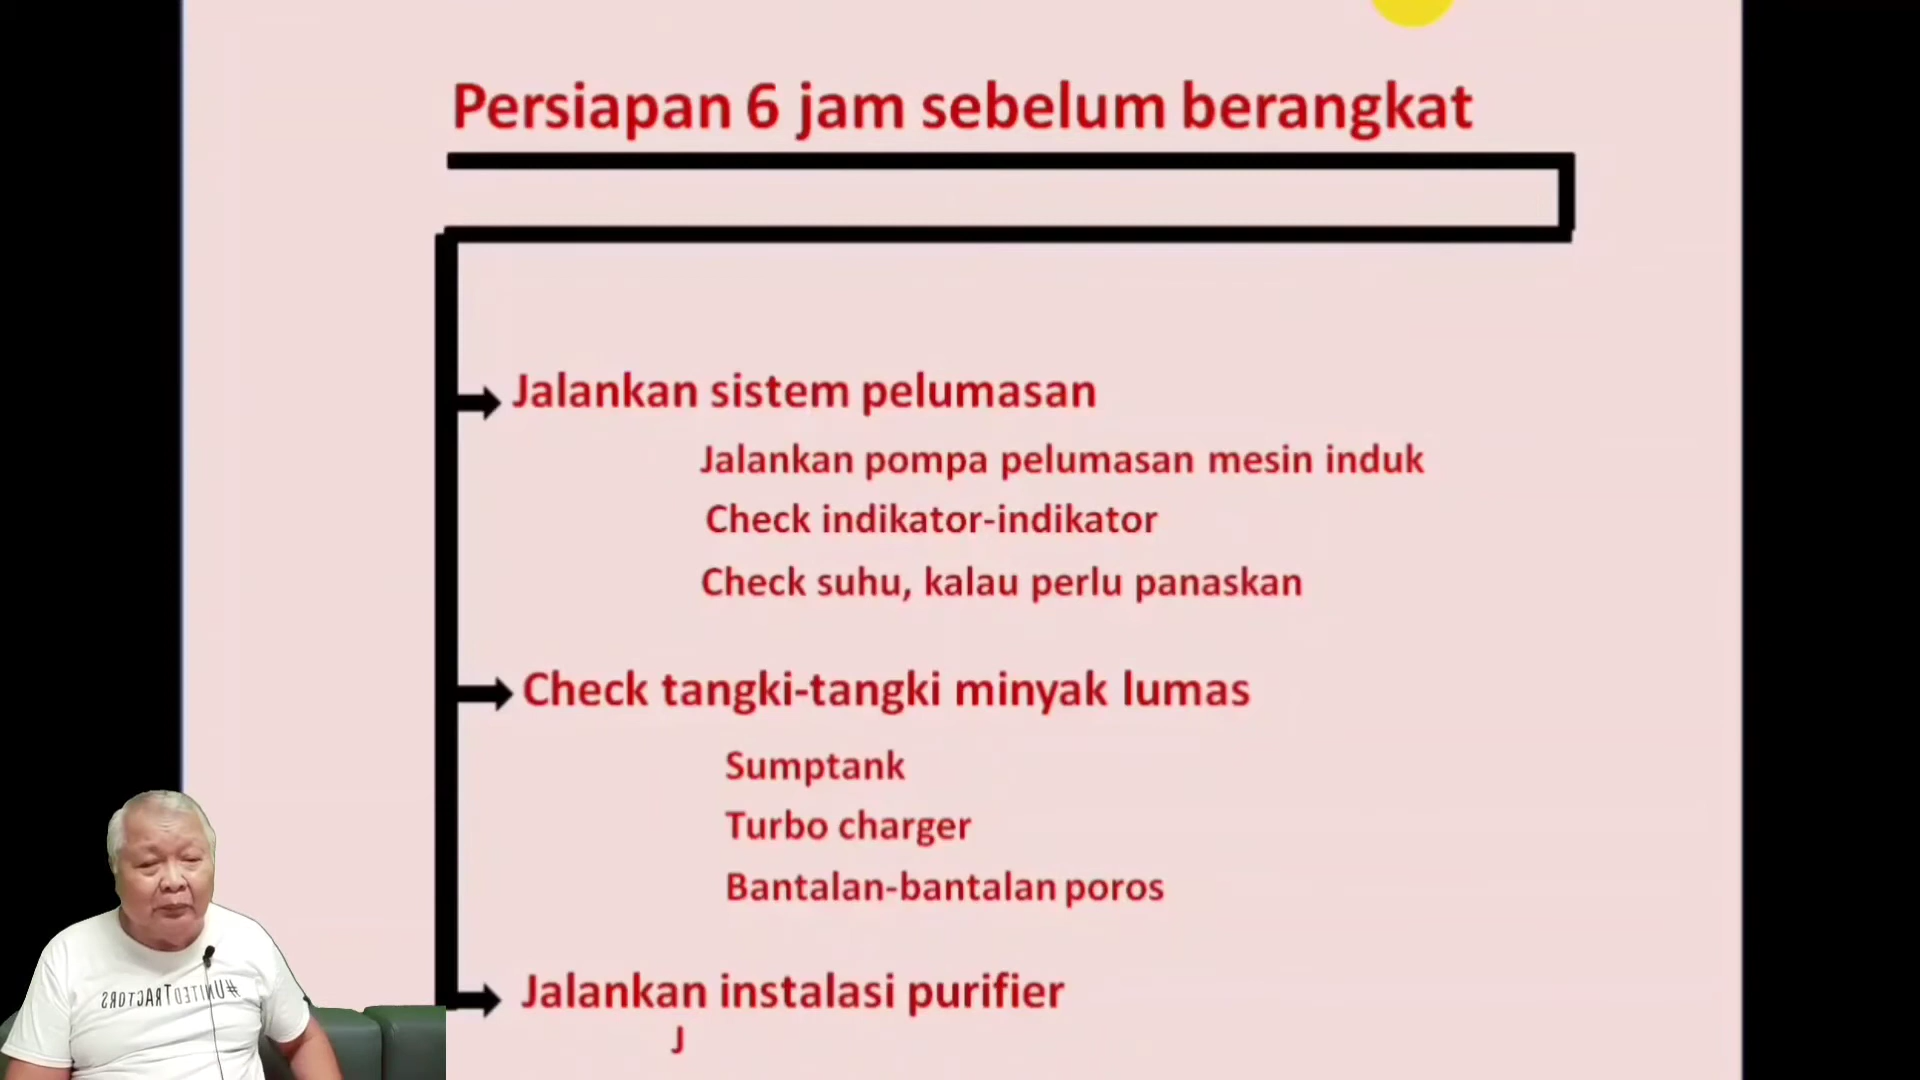 Persiapan 6 jam sebelum berangkat
Jalankan sistem pelumasan
Jalankan pompa pelumasan mesin induk
Check indikator-indikator
Check suhu, kalau perlu panaskan
Check tangki-tangki minyak lumas
Sumptank
Turbo charger
Bantalan-bantalan poros
Jalankan instalasi purifier
J
#UNITEDTRACTORS